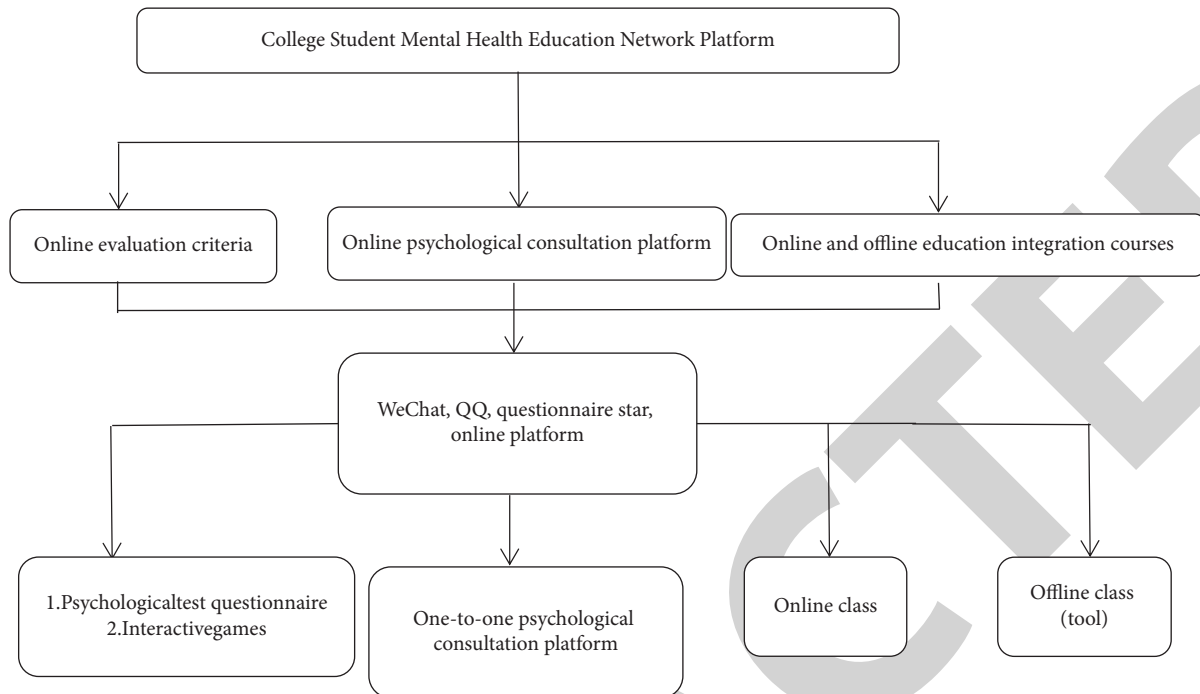 College Student Mental Health Education Network Platform
Online evaluation criteria
Online psychological consultation platform
Online and offline education integration courses
WeChat, QQ, questionnaire star,
online platform
1.Psychologicaltest questionnaire
2.Interactivegames
One-to-one psychological
consultation platform
Online class
Offline class
(tool)
CTED